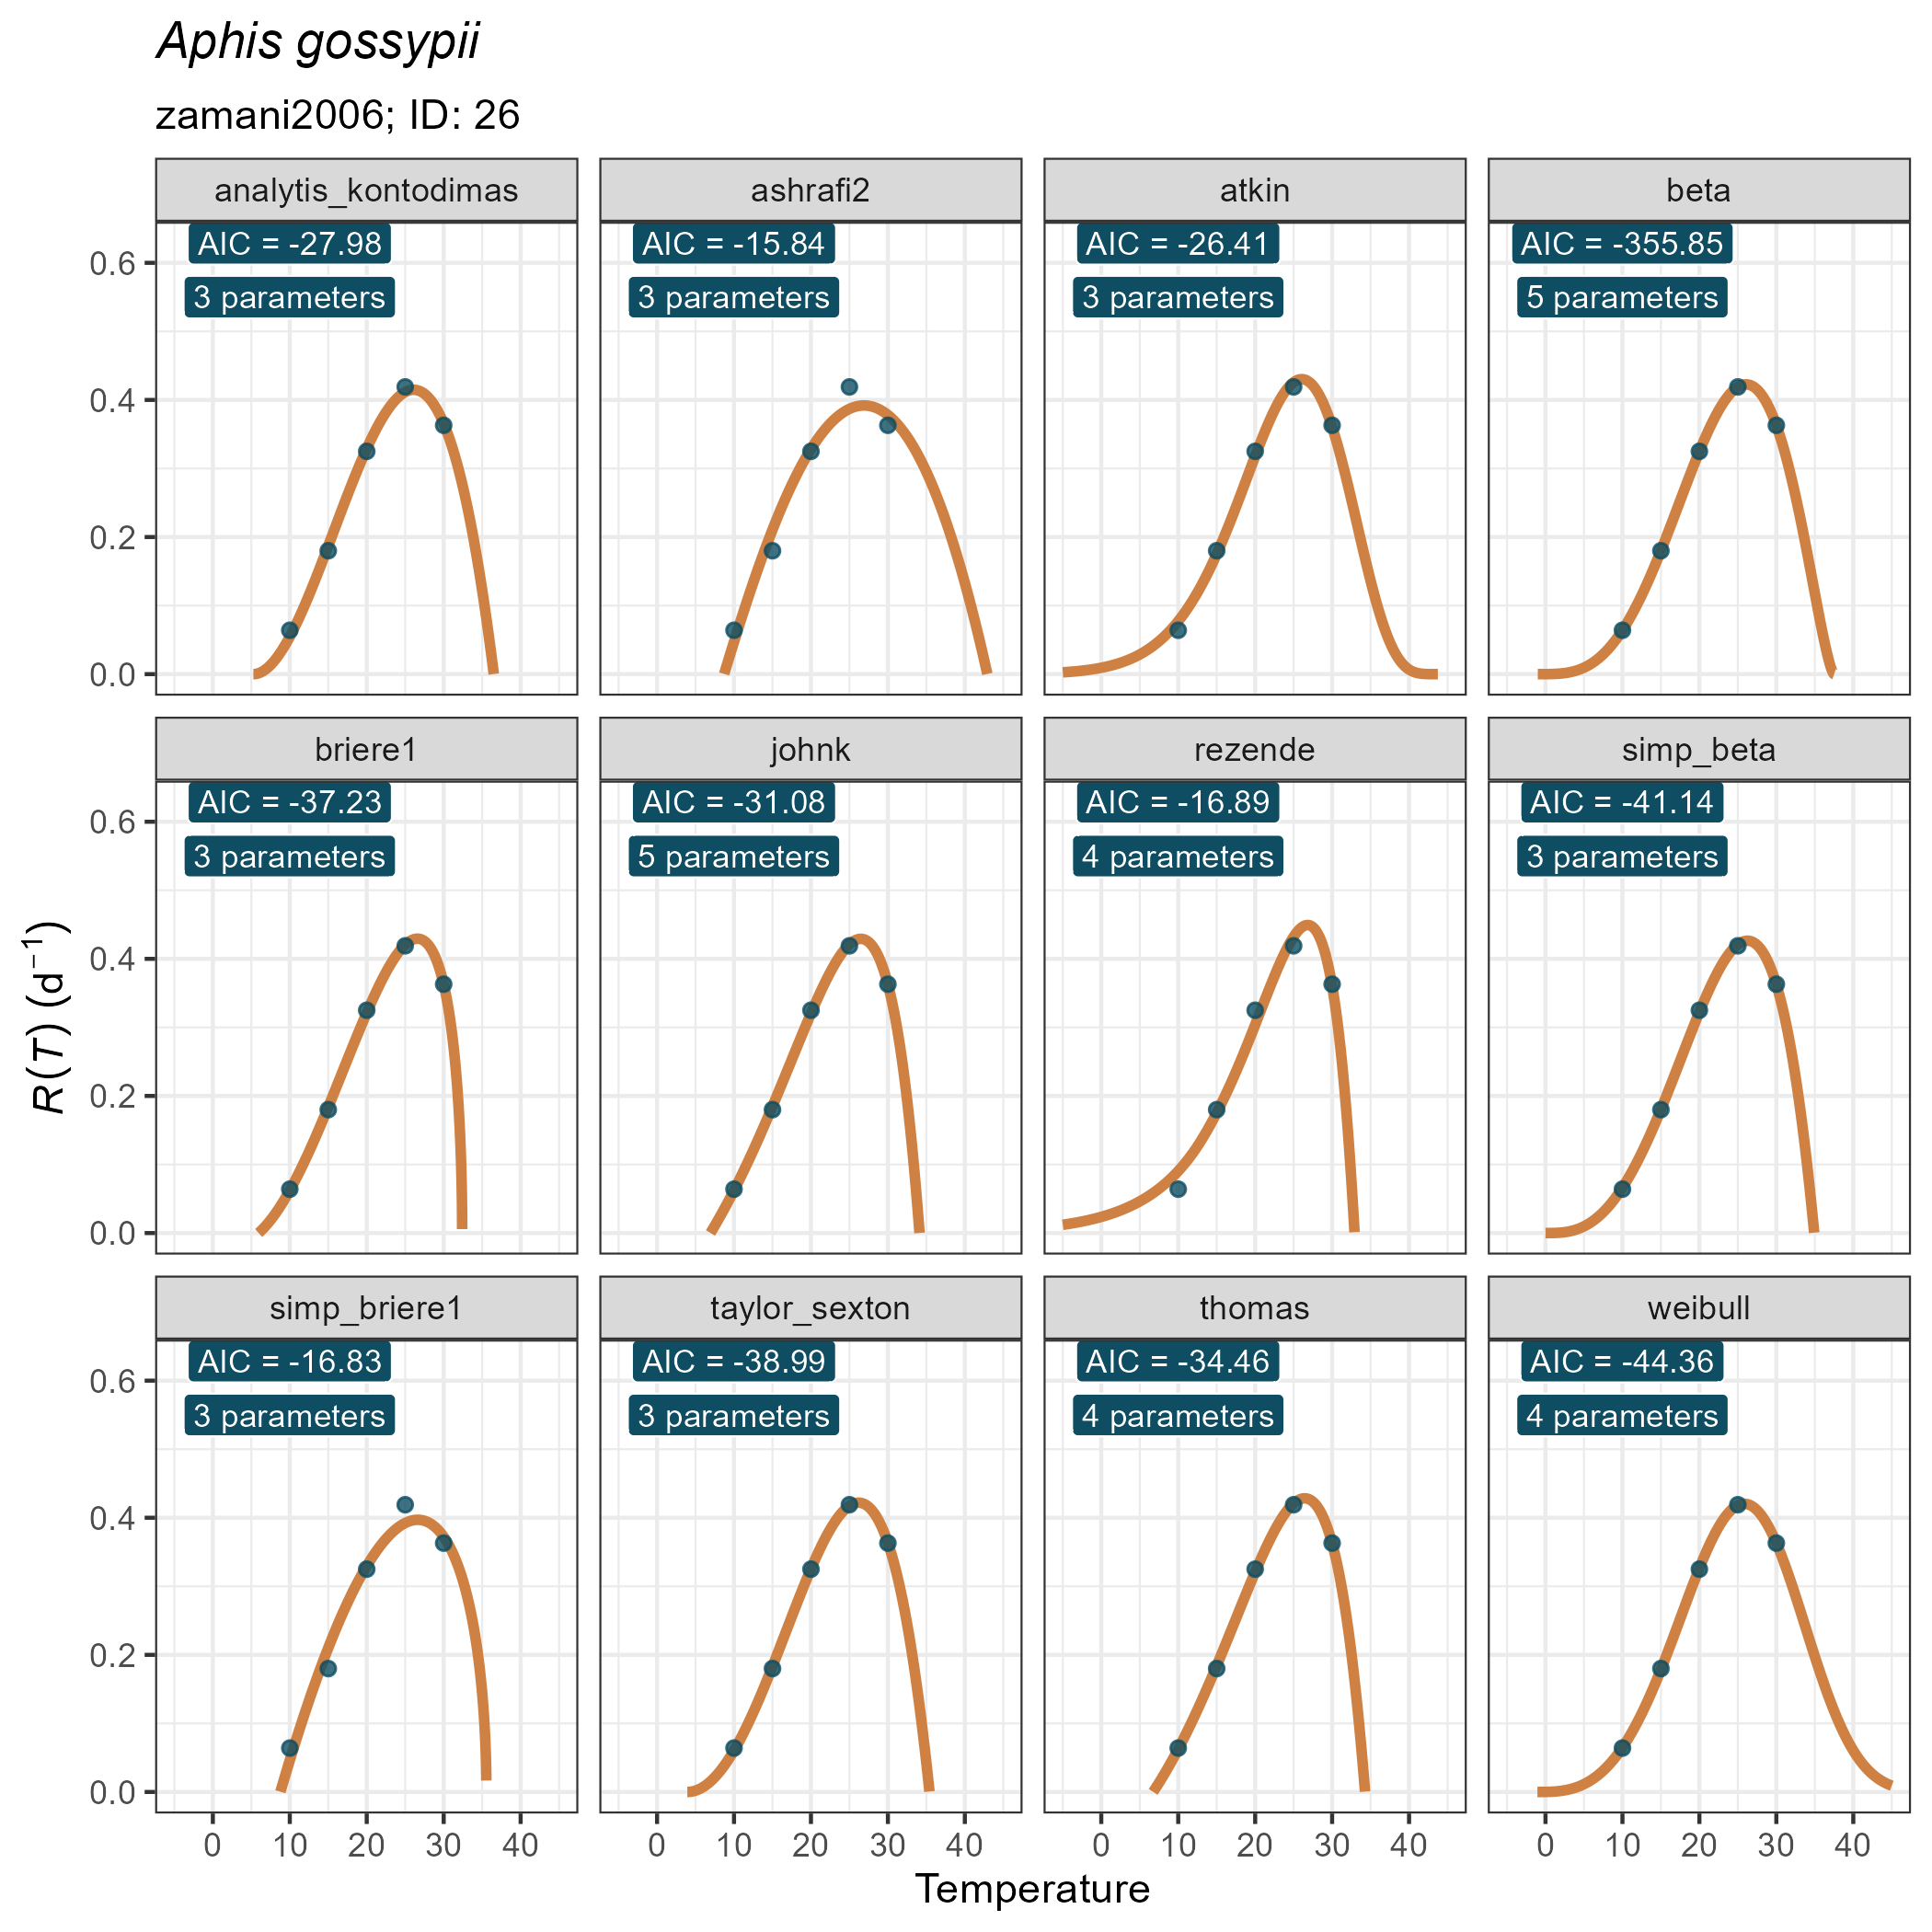 Aphis gossypii
zamani2006; ID: 26
analytis_kontodimas
ashrafi2
atkin
beta
AIC = -27.98
3 parameters
AIC = -15.84
3 parameters
AIC = -26.41
3 parameters
AIC = -355.85
5 parameters
0.6
0.4
0.2
0.0
briere1
johnk
rezende
simp_beta
AIC = -37.23
3 parameters
AIC = -31.08
5 parameters
AIC = -16.89
4 parameters
AIC = -41.14
3 parameters
0.6
0.4
0.2
0.0
simp_briere1
taylor_sexton
thomas
weibull
AIC = -16.83
3 parameters
AIC = -38.99
3 parameters
AIC = -34.46
4 parameters
AIC = -44.36
4 parameters
0.6
0.4
0.2
0.0
0 10 20 30 40
0 10 20 30 40
0 10 20 30 40
0 10 20 30 40
Temperature
R(T) (d⁻¹)